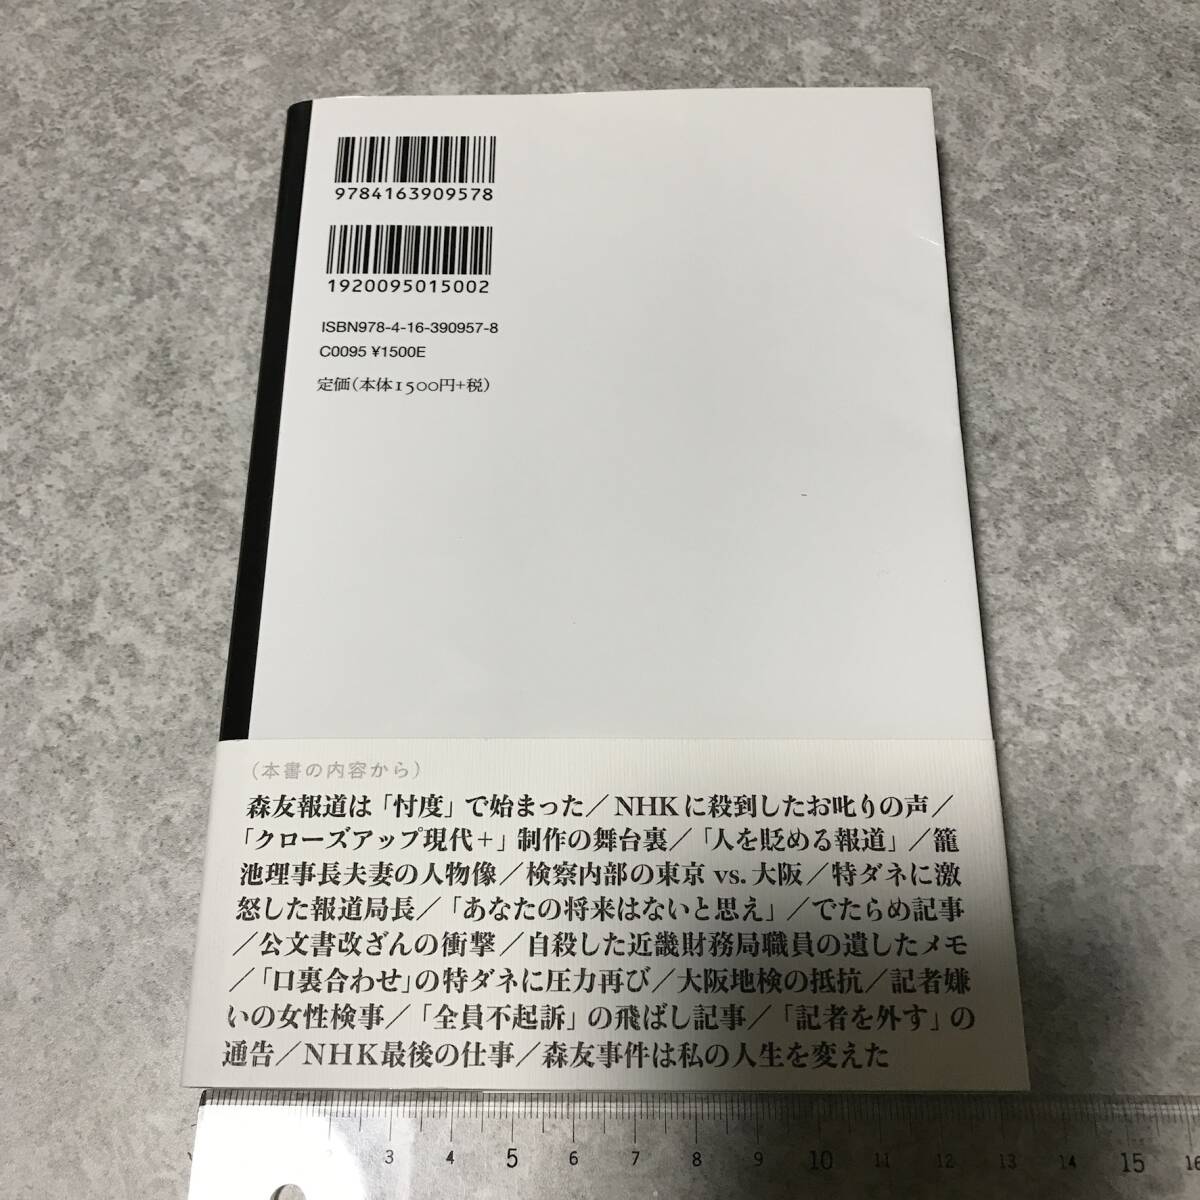 9784163909578
1920095015002
ISBN978-4-16-390957-8
C0095 ¥1500E
定価(本体1500円+税)
（本書の内容から）
森友報道は「忖度」で始まった／NHKに殺到したお叱りの声／
「クローズアップ現代＋」制作の舞台裏／「人を貶める報道」／籠
池理事長夫妻の人物像／検察内部の東京 vs. 大阪／特ダネに激
怒した報道局長／「あなたの将来はないと思え」／でたらめ記事
／公文書改ざんの衝撃／自殺した近畿財務局職員の遺したメモ
／「口裏合わせ」の特ダネに圧力再び／大阪地検の抵抗／記者嫌
いの女性検事／「全員不起訴」の飛ばし記事／「記者を外す」の
通告／NHK最後の仕事／森友事件は私の人生を変えた
2 3 4 5 6 7 8 9 10 11 12 13 14 15 16